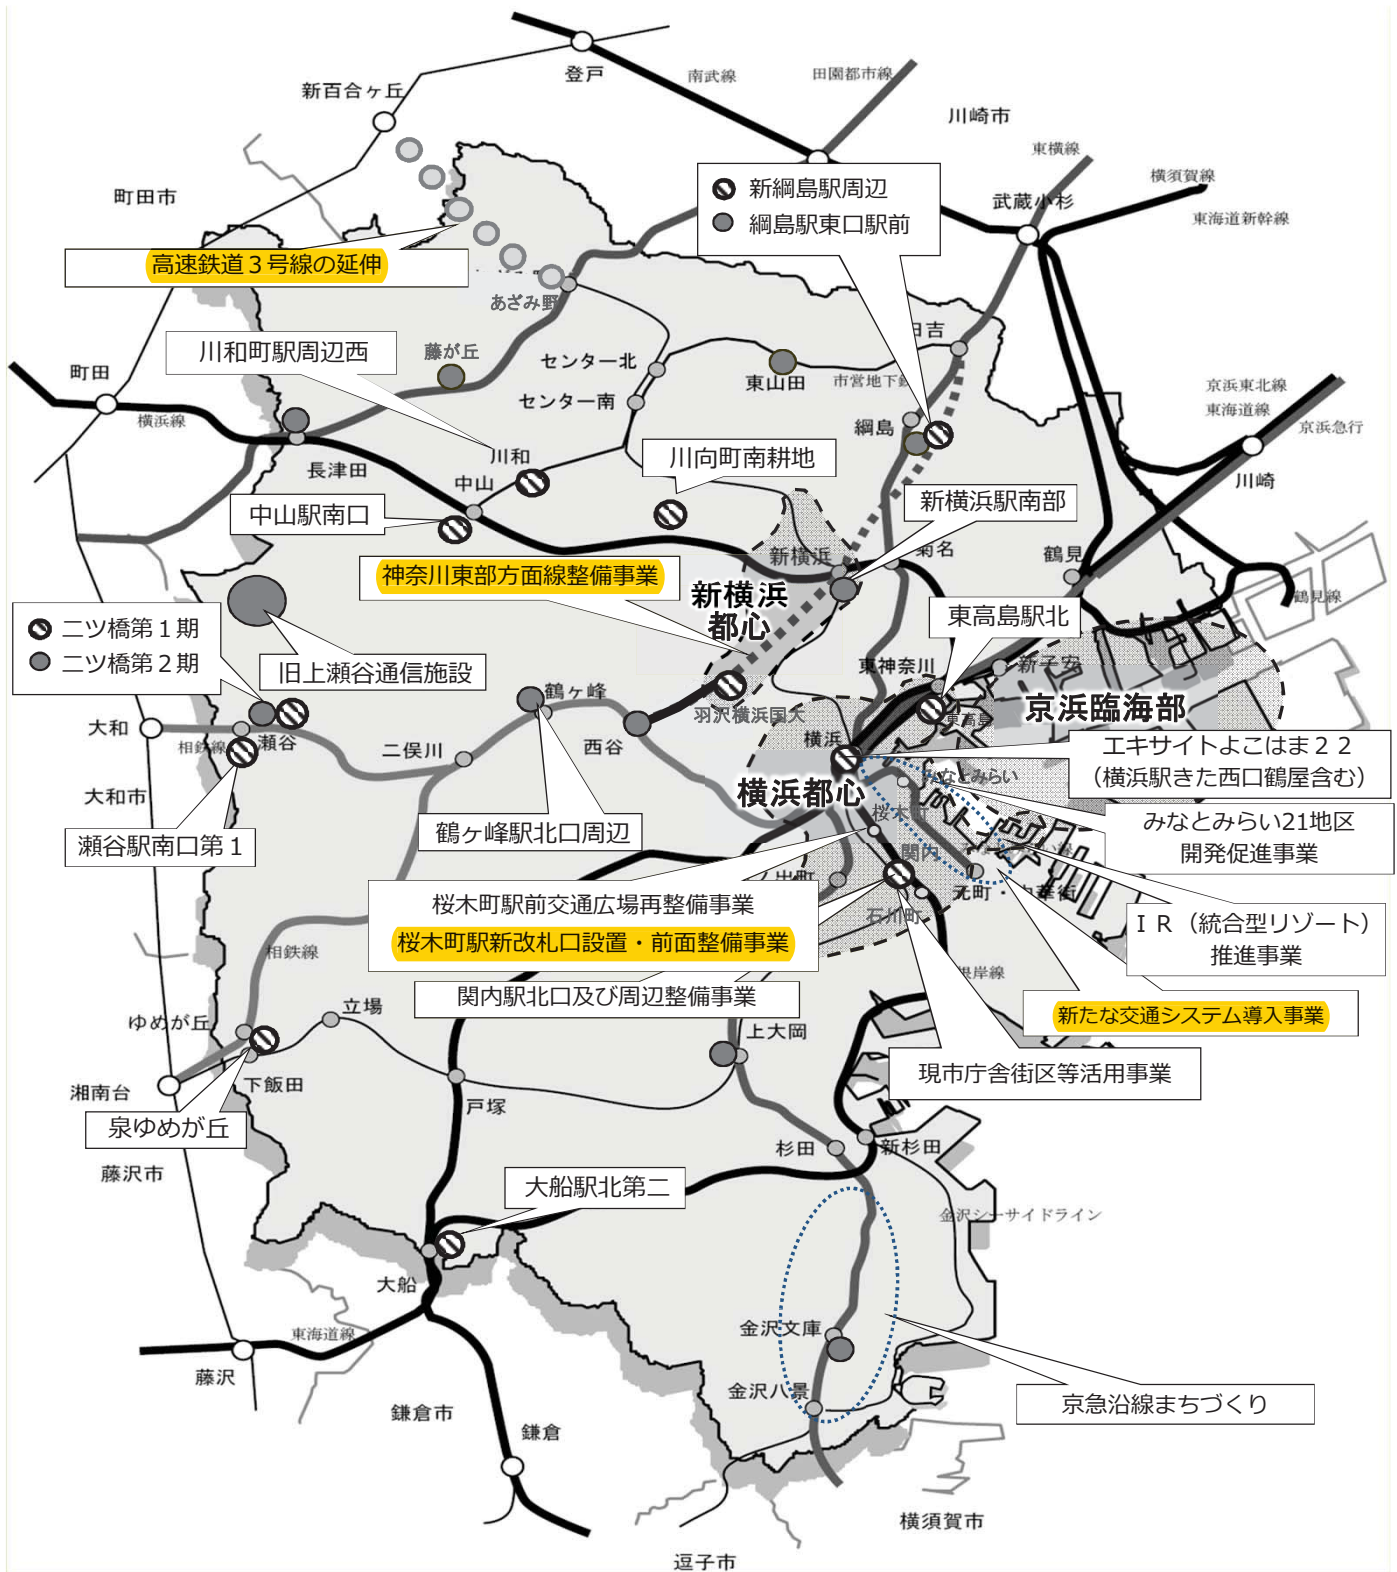 登戸
南武線
田園都市線
新百合ヶ丘
川崎市
東横線
横須賀線
東海道新幹線
武蔵小杉
町田市
新綱島駅周辺
綱島駅東口駅前
高速鉄道3号線の延伸
あざみ野
日吉
川和町駅周辺西
藤が丘
センター北
東山田
市営地下鉄
町田
センター南
京浜東北線
東海道線
京浜急行
横浜線
綱島
川崎
長津田
川和
川向町南耕地
中山
中山駅南口
新横浜駅南部
新横浜
菊名
鶴見
神奈川東部方面線整備事業
鶴見線
新横浜
都心
東高島駅北
二ツ橋第1期
二ツ橋第2期
旧上瀬谷通信施設
東神奈川
新子安
鶴ヶ峰
羽沢横浜国大
東高島
京浜臨海部
大和
相鉄線
瀬谷
二俣川
西谷
横浜
エキサイトよこはま22
(横浜駅きた西口鶴屋含む)
みなとみらい
大和市
横浜都心
桜木町
みなとみらい21地区
開発促進事業
瀬谷駅南口第1
鶴ヶ峰駅北口周辺
関内
元町・中華街
石川町
桜木町駅前交通広場再整備事業
桜木町駅新改札口設置・前面整備事業
IR(統合型リゾート)
推進事業
相鉄線
根岸線
関内駅北口及び周辺整備事業
新たな交通システム導入事業
立場
ゆめが丘
上大岡
現市庁舎街区等活用事業
湘南台
下飯田
戸塚
泉ゆめが丘
藤沢市
杉田
新杉田
大船駅北第二
金沢シーサイドライン
大船
東海道線
金沢文庫
藤沢
金沢八景
京急沿線まちづくり
鎌倉市
鎌倉
横須賀市
逗子市